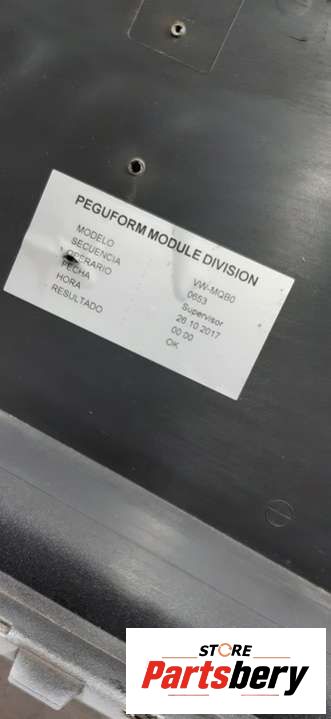 PEGUFORM MODULE DIVISION
MODELO VW-MQB0
SECUENCIA 0653
OPERARIO Supervisor
FECHA 26.10.2017
HORA 00:00
RESULTADO OK
STORE
Partsbery